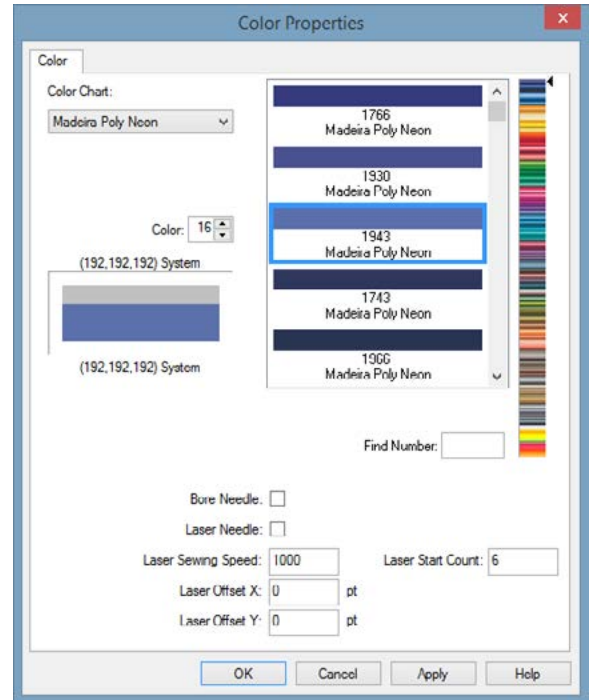 Color Properties
x
Color
Color Chart:
Madeira Poly Neon
1766
Madeira Poly Neon
1930
Madeira Poly Neon
Color: 16
1943
Madeira Poly Neon
(192,192,192) System
1743
Madeira Poly Neon
(192,192,192) System
1966
Madeira Poly Neon
Find Number:
Bore Needle:
Laser Needle:
Laser Sewing Speed: 1000 Laser Start Count: 6
Laser Offset X: 0 pt
Laser Offset Y: 0 pt
OK Cancel Apply Help